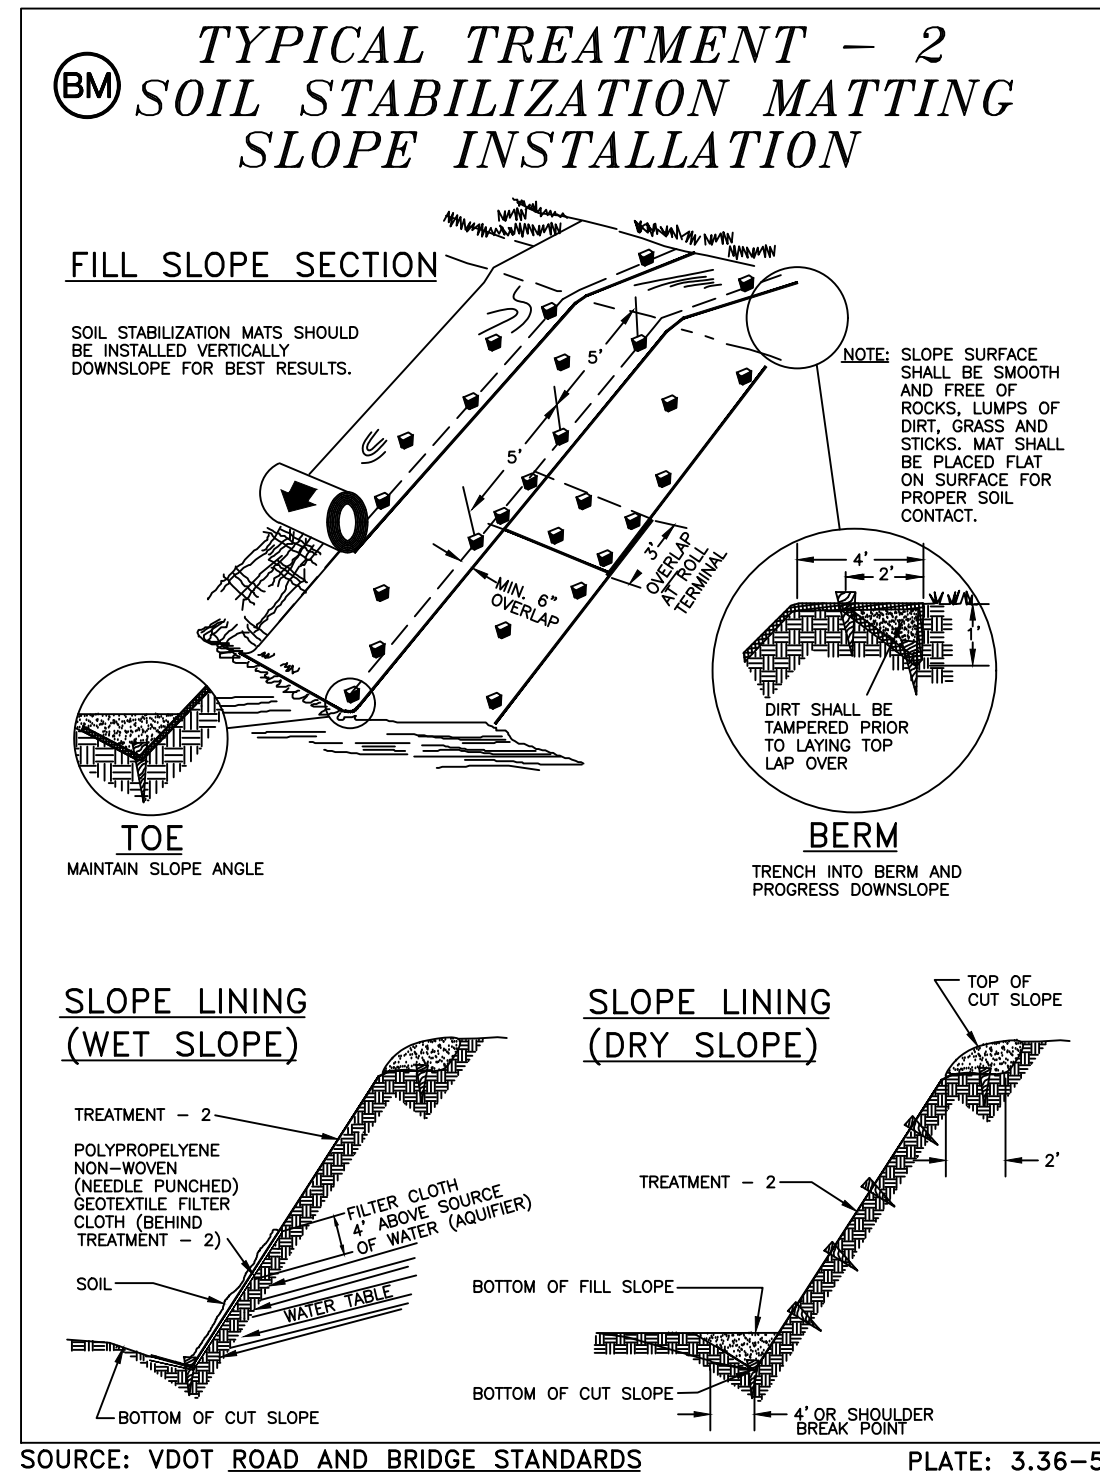 BM
TYPICAL TREATMENT - 2
SOIL STABILIZATION MATTING
SLOPE INSTALLATION
FILL SLOPE SECTION
SOIL STABILIZATION MATS SHOULD
BE INSTALLED VERTICALLY
DOWNSLOPE FOR BEST RESULTS.
5'
5'
NOTE: SLOPE SURFACE
SHALL BE SMOOTH
AND FREE OF
ROCKS, LUMPS OF
DIRT, GRASS AND
STICKS. MAT SHALL
BE PLACED FLAT
ON SURFACE FOR
PROPER SOIL
CONTACT.
MIN. 6"
OVERLAP
3'
OVERLAP
AT ROLL
TERMINAL
4'
2'
1'
DIRT SHALL BE
TAMPERED PRIOR
TO LAYING TOP
LAP OVER
TOE
MAINTAIN SLOPE ANGLE
BERM
TRENCH INTO BERM AND
PROGRESS DOWNSLOPE
SLOPE LINING
(WET SLOPE)
TREATMENT - 2
POLYPROPELYENE
NON-WOVEN
(NEEDLE PUNCHED)
GEOTEXTILE FILTER
CLOTH (BEHIND
TREATMENT - 2)
SOIL
FILTER CLOTH
4' ABOVE SOURCE
OF WATER (AQUIFIER)
WATER TABLE
BOTTOM OF CUT SLOPE
SLOPE LINING
(DRY SLOPE)
TOP OF
CUT SLOPE
2'
TREATMENT - 2
BOTTOM OF FILL SLOPE
BOTTOM OF CUT SLOPE
4' OR SHOULDER
BREAK POINT
SOURCE: VDOT ROAD AND BRIDGE STANDARDS
PLATE: 3.36-5